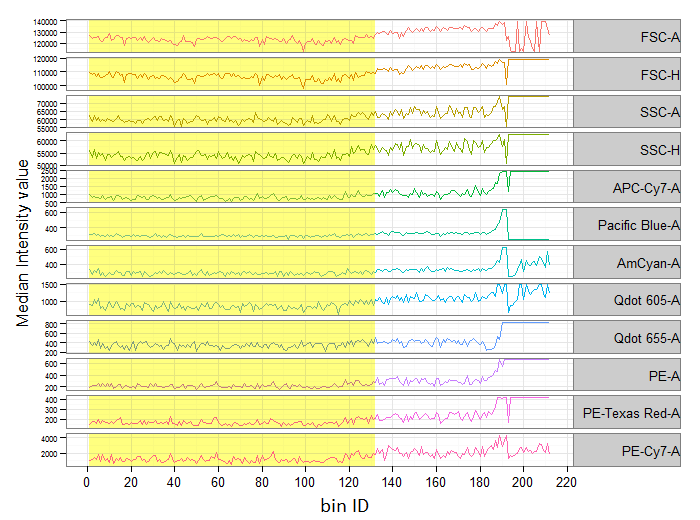 140000
130000
120000
110000
FSC-A
120000
110000
100000
FSC-H
70000
65000
60000
55000
SSC-A
60000
55000
50000
SSC-H
2500
2000
1500
1000
500
APC-Cy7-A
600
400
Pacific Blue-A
600
400
AmCyan-A
1500
1000
Qdot 605-A
800
600
400
200
Qdot 655-A
600
400
200
PE-A
400
300
200
PE-Texas Red-A
4000
2000
PE-Cy7-A
Median Intensity value
0 20 40 60 80 100 120 140 160 180 200 220
bin ID